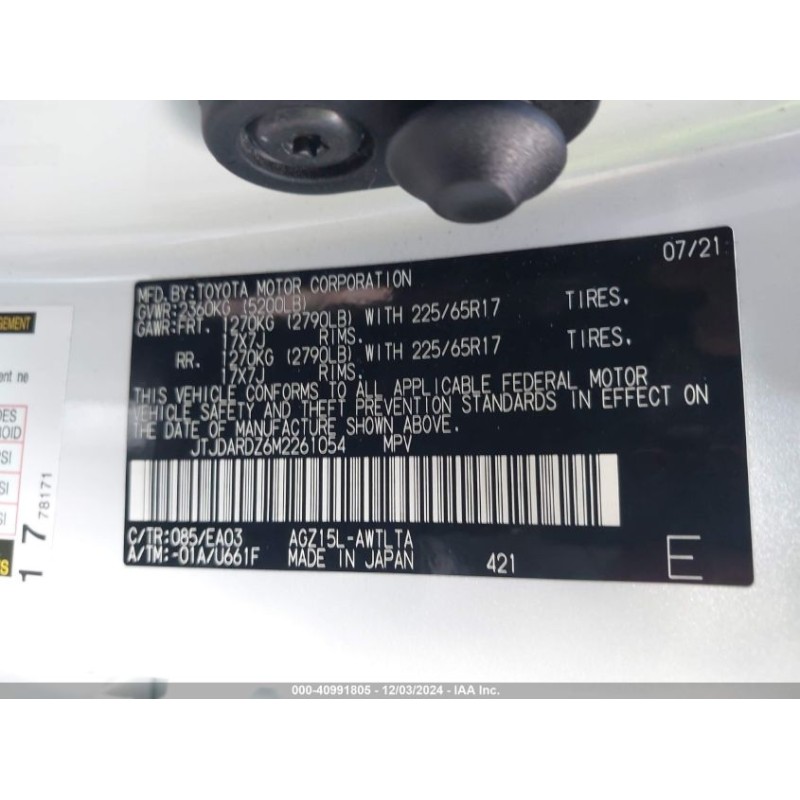 07/21
MFD.BY:TOYOTA MOTOR CORPORATION
GVWR:2360KG (5200LB)
GAWR:FRT. 1270KG (2790LB) WITH 225/65R17 TIRES,
17X7J RIMS.
RR. 1270KG (2790LB) WITH 225/65R17 TIRES,
17X7J RIMS.
THIS VEHICLE CONFORMS TO ALL APPLICABLE FEDERAL MOTOR
VEHICLE SAFETY AND THEFT PREVENTION STANDARDS IN EFFECT ON
THE DATE OF MANUFACTURE SHOWN ABOVE.
JTJDARDZ6M2261054 MPV
C/TR:085/EA03 AGZ15L-AWTLTA
A/TM:-01A/U661F MADE IN JAPAN 421 E
17 78171
000-40991805 - 12/03/2024 - IAA Inc.